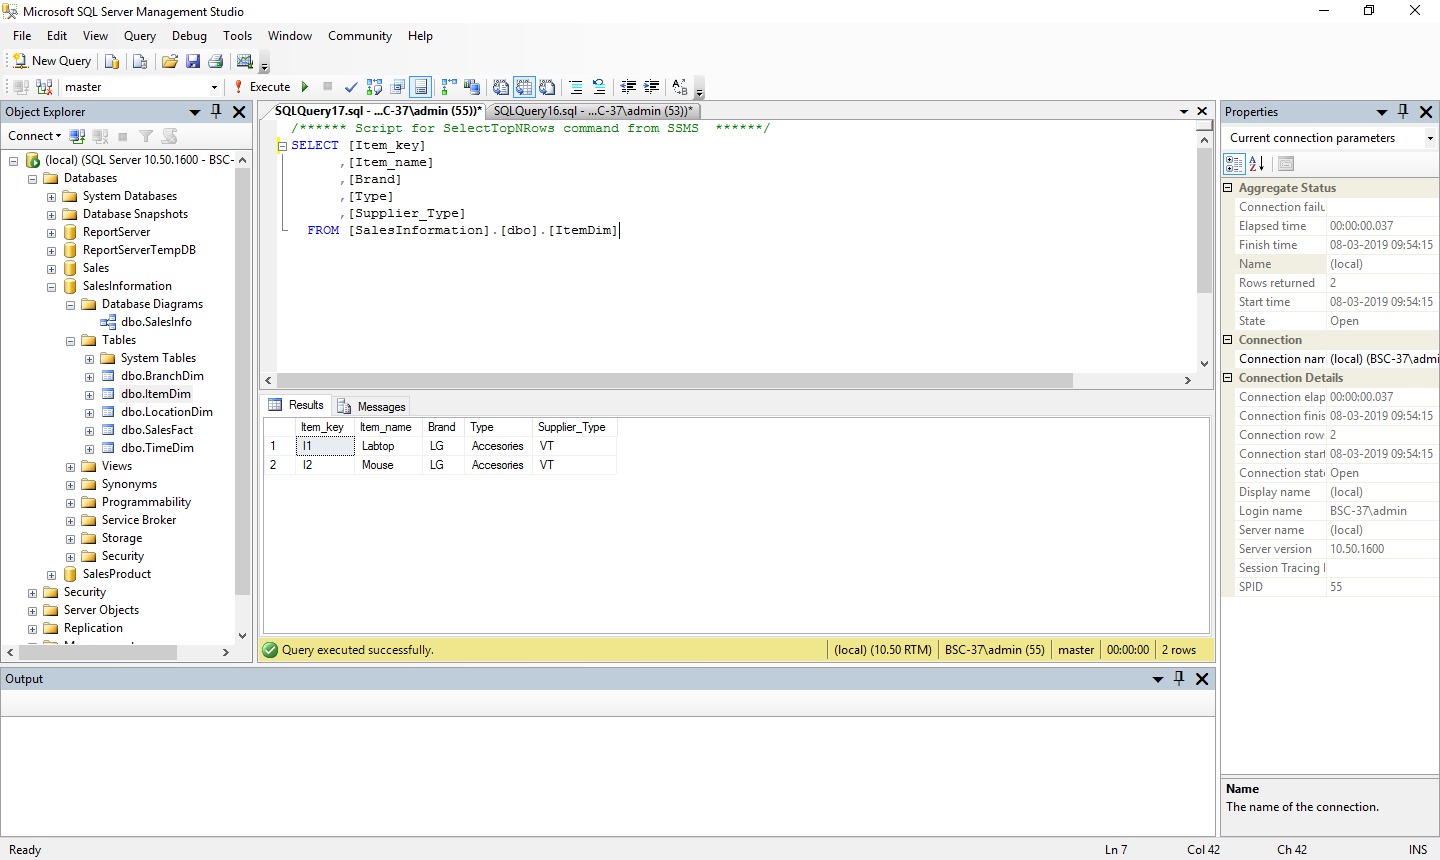 Microsoft SQL Server Management Studio
File Edit View Query Debug Tools Window Community Help
New Query
master Execute
Object Explorer
Connect
(local) (SQL Server 10.50.1600 - BSC-
Databases
System Databases
Database Snapshots
ReportServer
ReportServerTempDB
Sales
SalesInformation
Database Diagrams
dbo.SalesInfo
Tables
System Tables
dbo.BranchDim
dbo.ItemDim
dbo.LocationDim
dbo.SalesFact
dbo.TimeDim
Views
Synonyms
Programmability
Service Broker
Storage
Security
SalesProduct
Security
Server Objects
Replication
SQLQuery17.sql - ...C-37\admin (55))* SQLQuery16.sql - ...C-37\admin (53))*
/****** Script for SelectTopNRows command from SSMS  ******/
SELECT [Item_key]
,[Item_name]
,[Brand]
,[Type]
,[Supplier_Type]
FROM [SalesInformation].[dbo].[ItemDim]
Results Messages
Item_key Item_name Brand Type Supplier_Type
1 I1 Labtop LG Accesories VT
2 I2 Mouse LG Accesories VT
Query executed successfully. (local) (10.50 RTM) BSC-37\admin (55) master 00:00:00 2 rows
Properties
Current connection parameters
Aggregate Status
Connection failu
Elapsed time 00:00:00.037
Finish time 08-03-2019 09:54:15
Name (local)
Rows returned 2
Start time 08-03-2019 09:54:15
State Open
Connection
Connection nam (local) (BSC-37\admi
Connection Details
Connection elap 00:00:00.037
Connection finis 08-03-2019 09:54:15
Connection row 2
Connection start 08-03-2019 09:54:15
Connection stat Open
Display name (local)
Login name BSC-37\admin
Server name (local)
Server version 10.50.1600
Session Tracing I
SPID 55
Name
The name of the connection.
Output
Ready Ln 7 Col 42 Ch 42 INS